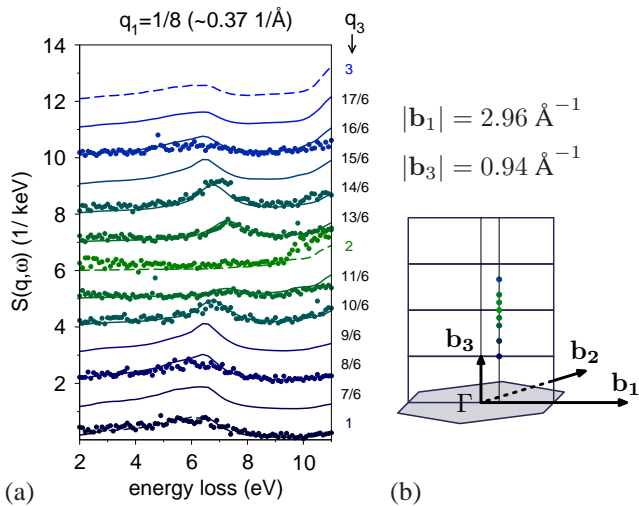 q₁=1/8 (~0.37 1/Å)
q₃
14
12
10
8
6
4
2
S(q,ω) (1/ keV)
3
17/6
16/6
15/6
14/6
13/6
2
11/6
10/6
9/6
8/6
7/6
1
2 4 6 8 10
energy loss (eV)
(a)
|b₁| = 2.96 Å⁻¹
|b₃| = 0.94 Å⁻¹
b₃
b₂
b₁
Γ
(b)